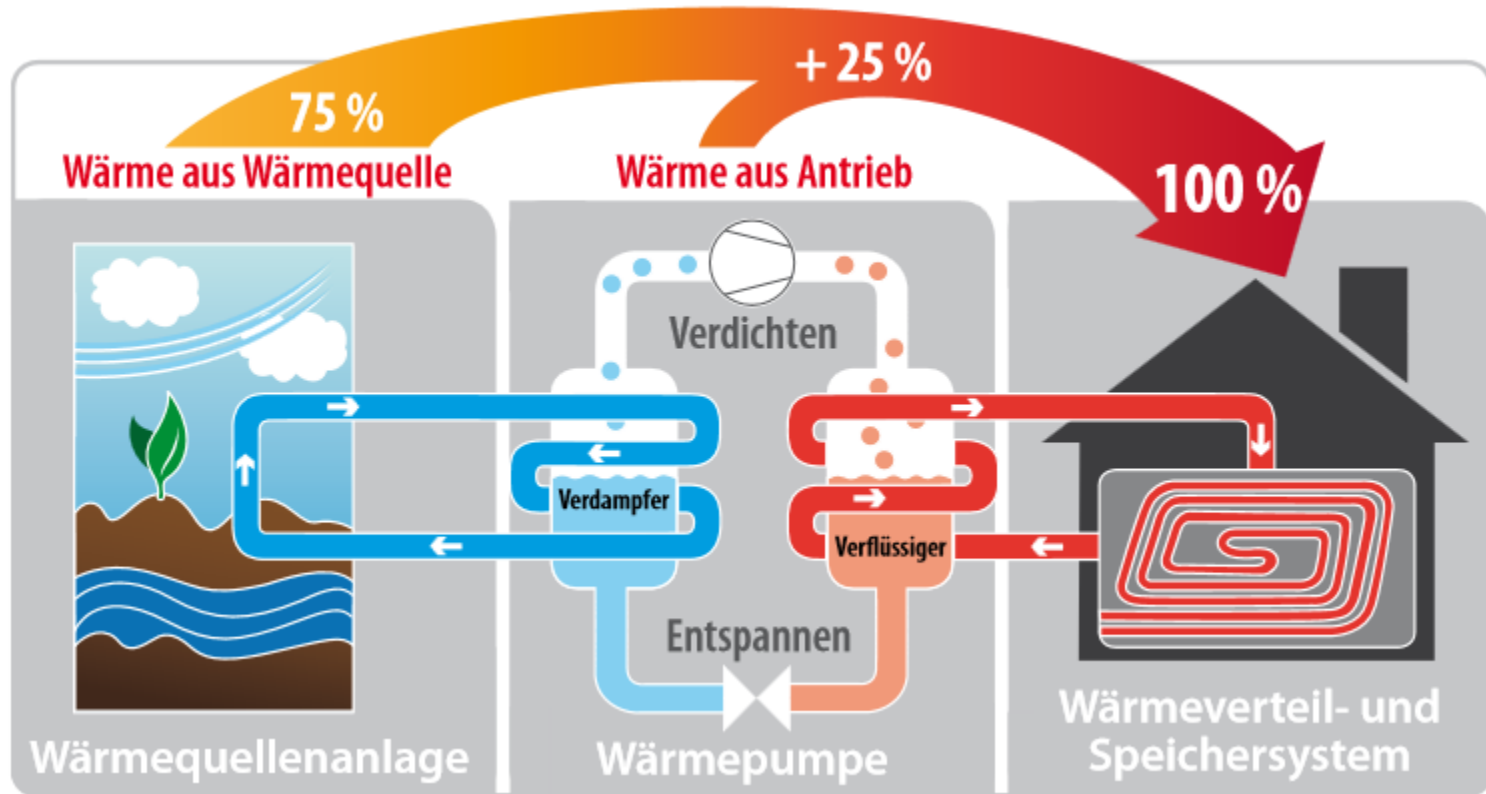 75 %
+ 25 %
100 %
Wärme aus Wärmequelle
Wärme aus Antrieb
Verdichten
Verdampfer
Verflüssiger
Entspannen
Wärmequellenanlage
Wärmepumpe
Wärmeverteil- und
Speichersystem